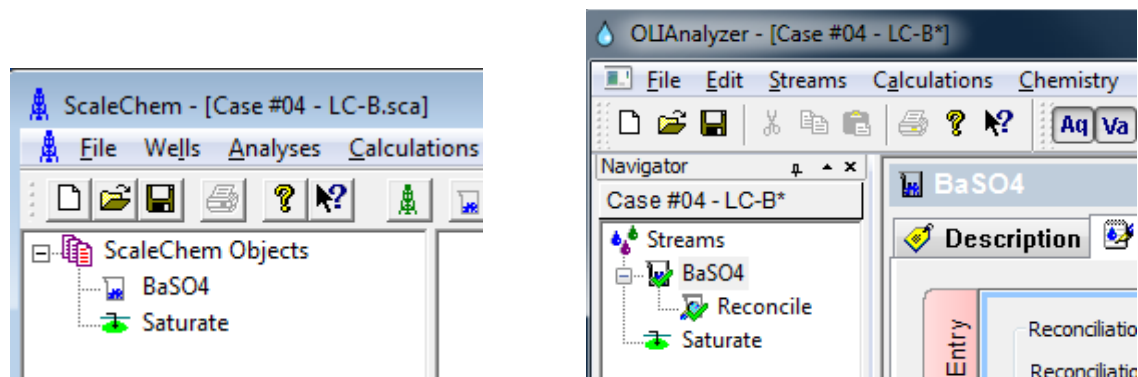 ScaleChem - [Case #04 - LC-B.sca]
File Wells Analyses Calculations
ScaleChem Objects
BaSO4
Saturate
OLIAnalyzer - [Case #04 - LC-B*]
File Edit Streams Calculations Chemistry
Aq Va
Navigator
Case #04 - LC-B*
Streams
BaSO4
Reconcile
Saturate
BaSO4
Description
Entry
Reconciliatio
Reconciliatio